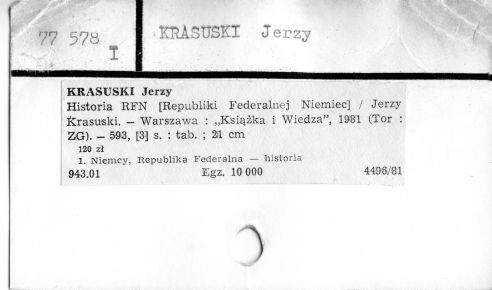 77 578 I
KRASUSKI Jerzy
KRASUSKI Jerzy
Historia RFN [Republiki Federalnej Niemiec] / Jerzy
Krasuski. — Warszawa : „Książka i Wiedza”, 1981 (Tor :
ZG). — 593, [3] s. : tab. ; 21 cm
120 zł
1. Niemcy, Republika Federalna — historia
943.01 Egz. 10 000 4496/81